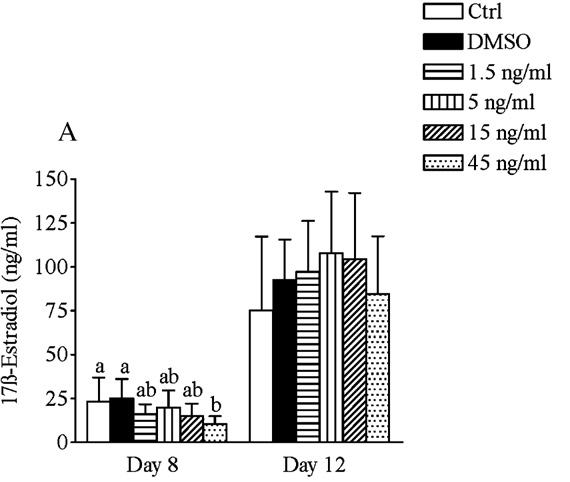 Ctrl
DMSO
1.5 ng/ml
5 ng/ml
15 ng/ml
45 ng/ml
A
17ß-Estradiol (ng/ml)
150
125
100
75
50
25
0
a a ab ab ab b
Day 8 Day 12